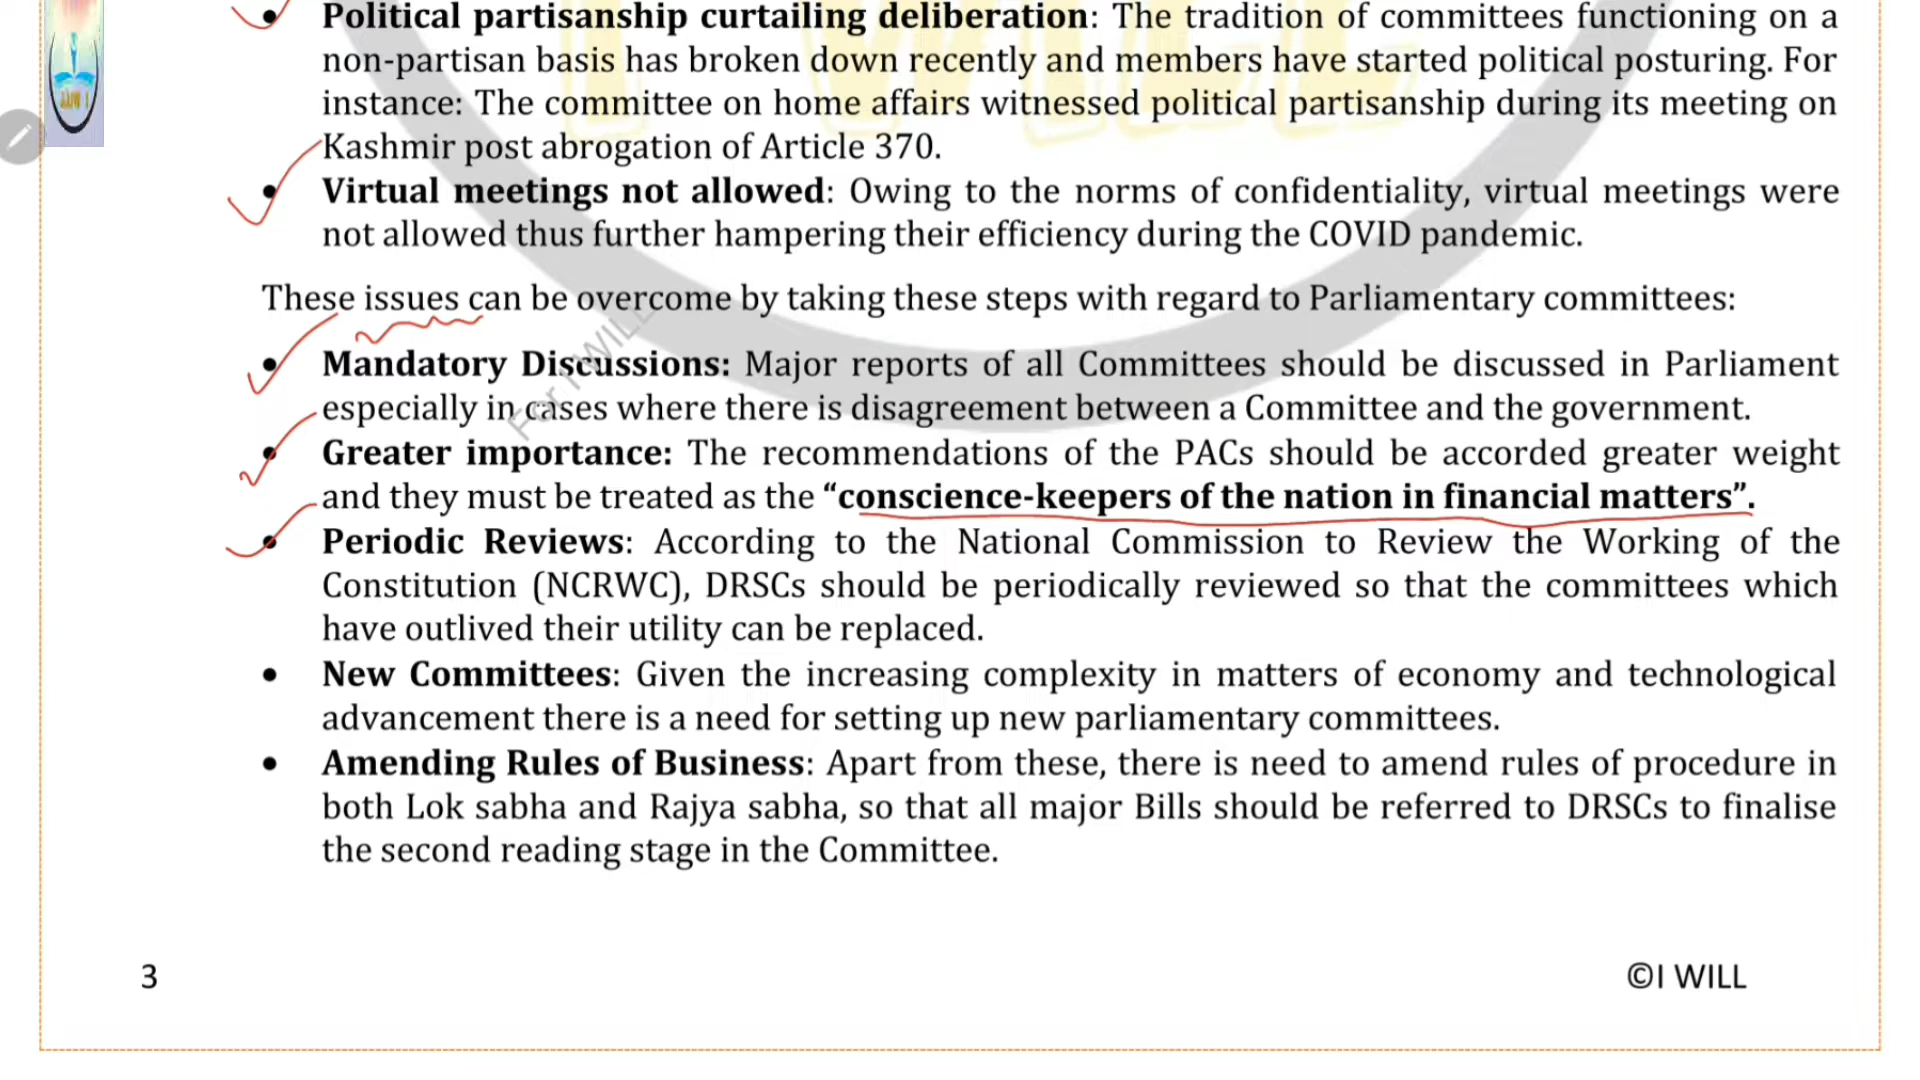 • Political partisanship curtailing deliberation: The tradition of committees functioning on a
non-partisan basis has broken down recently and members have started political posturing. For
instance: The committee on home affairs witnessed political partisanship during its meeting on
Kashmir post abrogation of Article 370.
• Virtual meetings not allowed: Owing to the norms of confidentiality, virtual meetings were
not allowed thus further hampering their efficiency during the COVID pandemic.
These issues can be overcome by taking these steps with regard to Parliamentary committees:
• Mandatory Discussions: Major reports of all Committees should be discussed in Parliament
especially in cases where there is disagreement between a Committee and the government.
• Greater importance: The recommendations of the PACs should be accorded greater weight
and they must be treated as the “conscience-keepers of the nation in financial matters”.
• Periodic Reviews: According to the National Commission to Review the Working of the
Constitution (NCRWC), DRSCs should be periodically reviewed so that the committees which
have outlived their utility can be replaced.
• New Committees: Given the increasing complexity in matters of economy and technological
advancement there is a need for setting up new parliamentary committees.
• Amending Rules of Business: Apart from these, there is need to amend rules of procedure in
both Lok sabha and Rajya sabha, so that all major Bills should be referred to DRSCs to finalise
the second reading stage in the Committee.
For I WILL
3
©I WILL